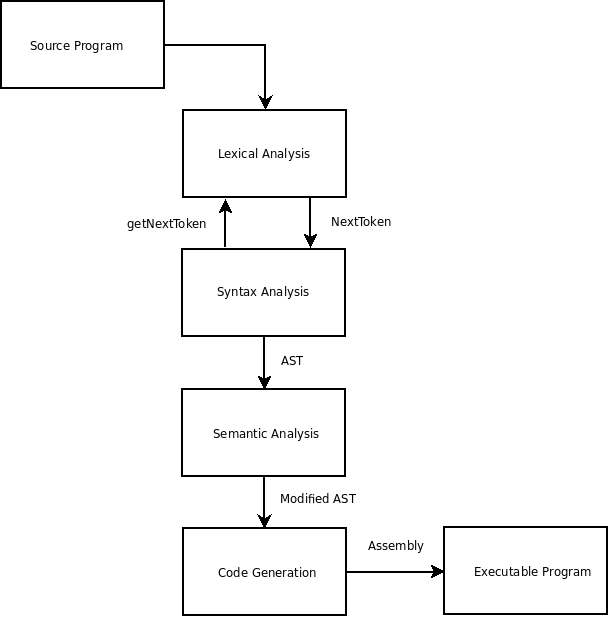 Source Program
Lexical Analysis
getNextToken
NextToken
Syntax Analysis
AST
Semantic Analysis
Modified AST
Code Generation
Assembly
Executable Program